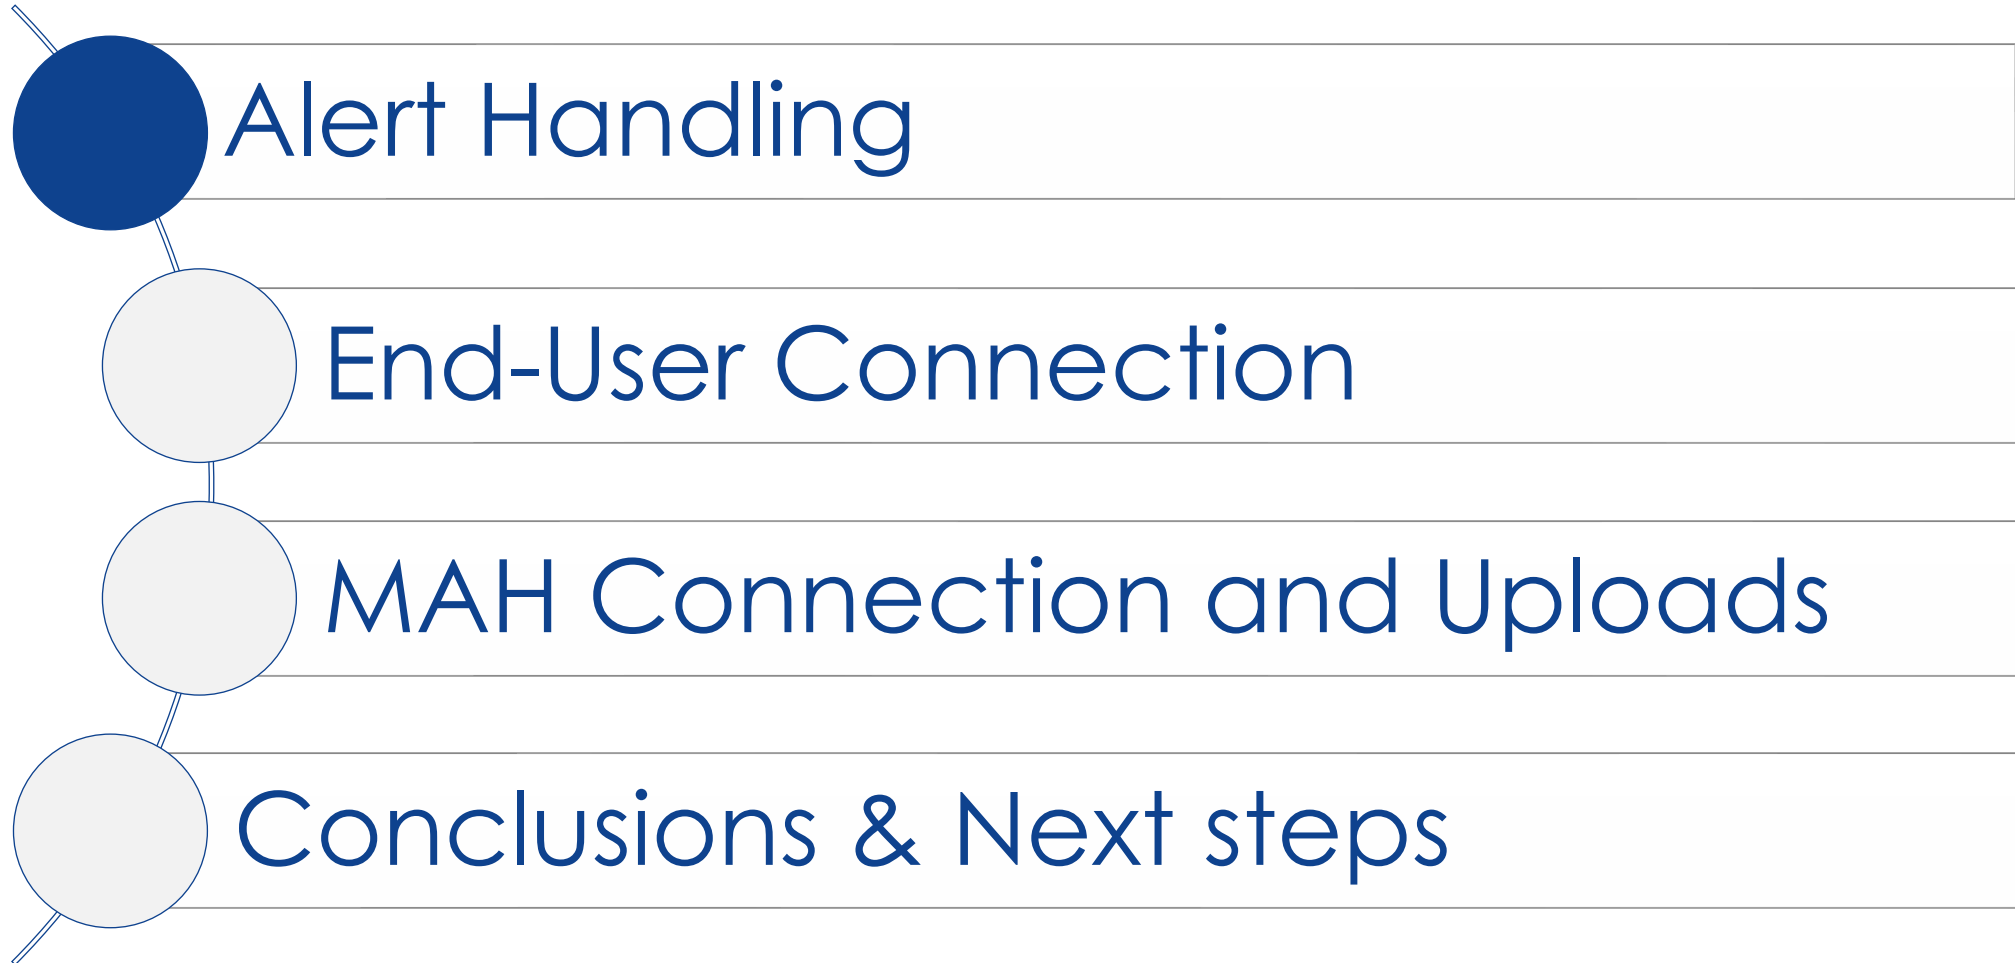 Alert Handling
End-User Connection
MAH Connection and Uploads
Conclusions & Next steps